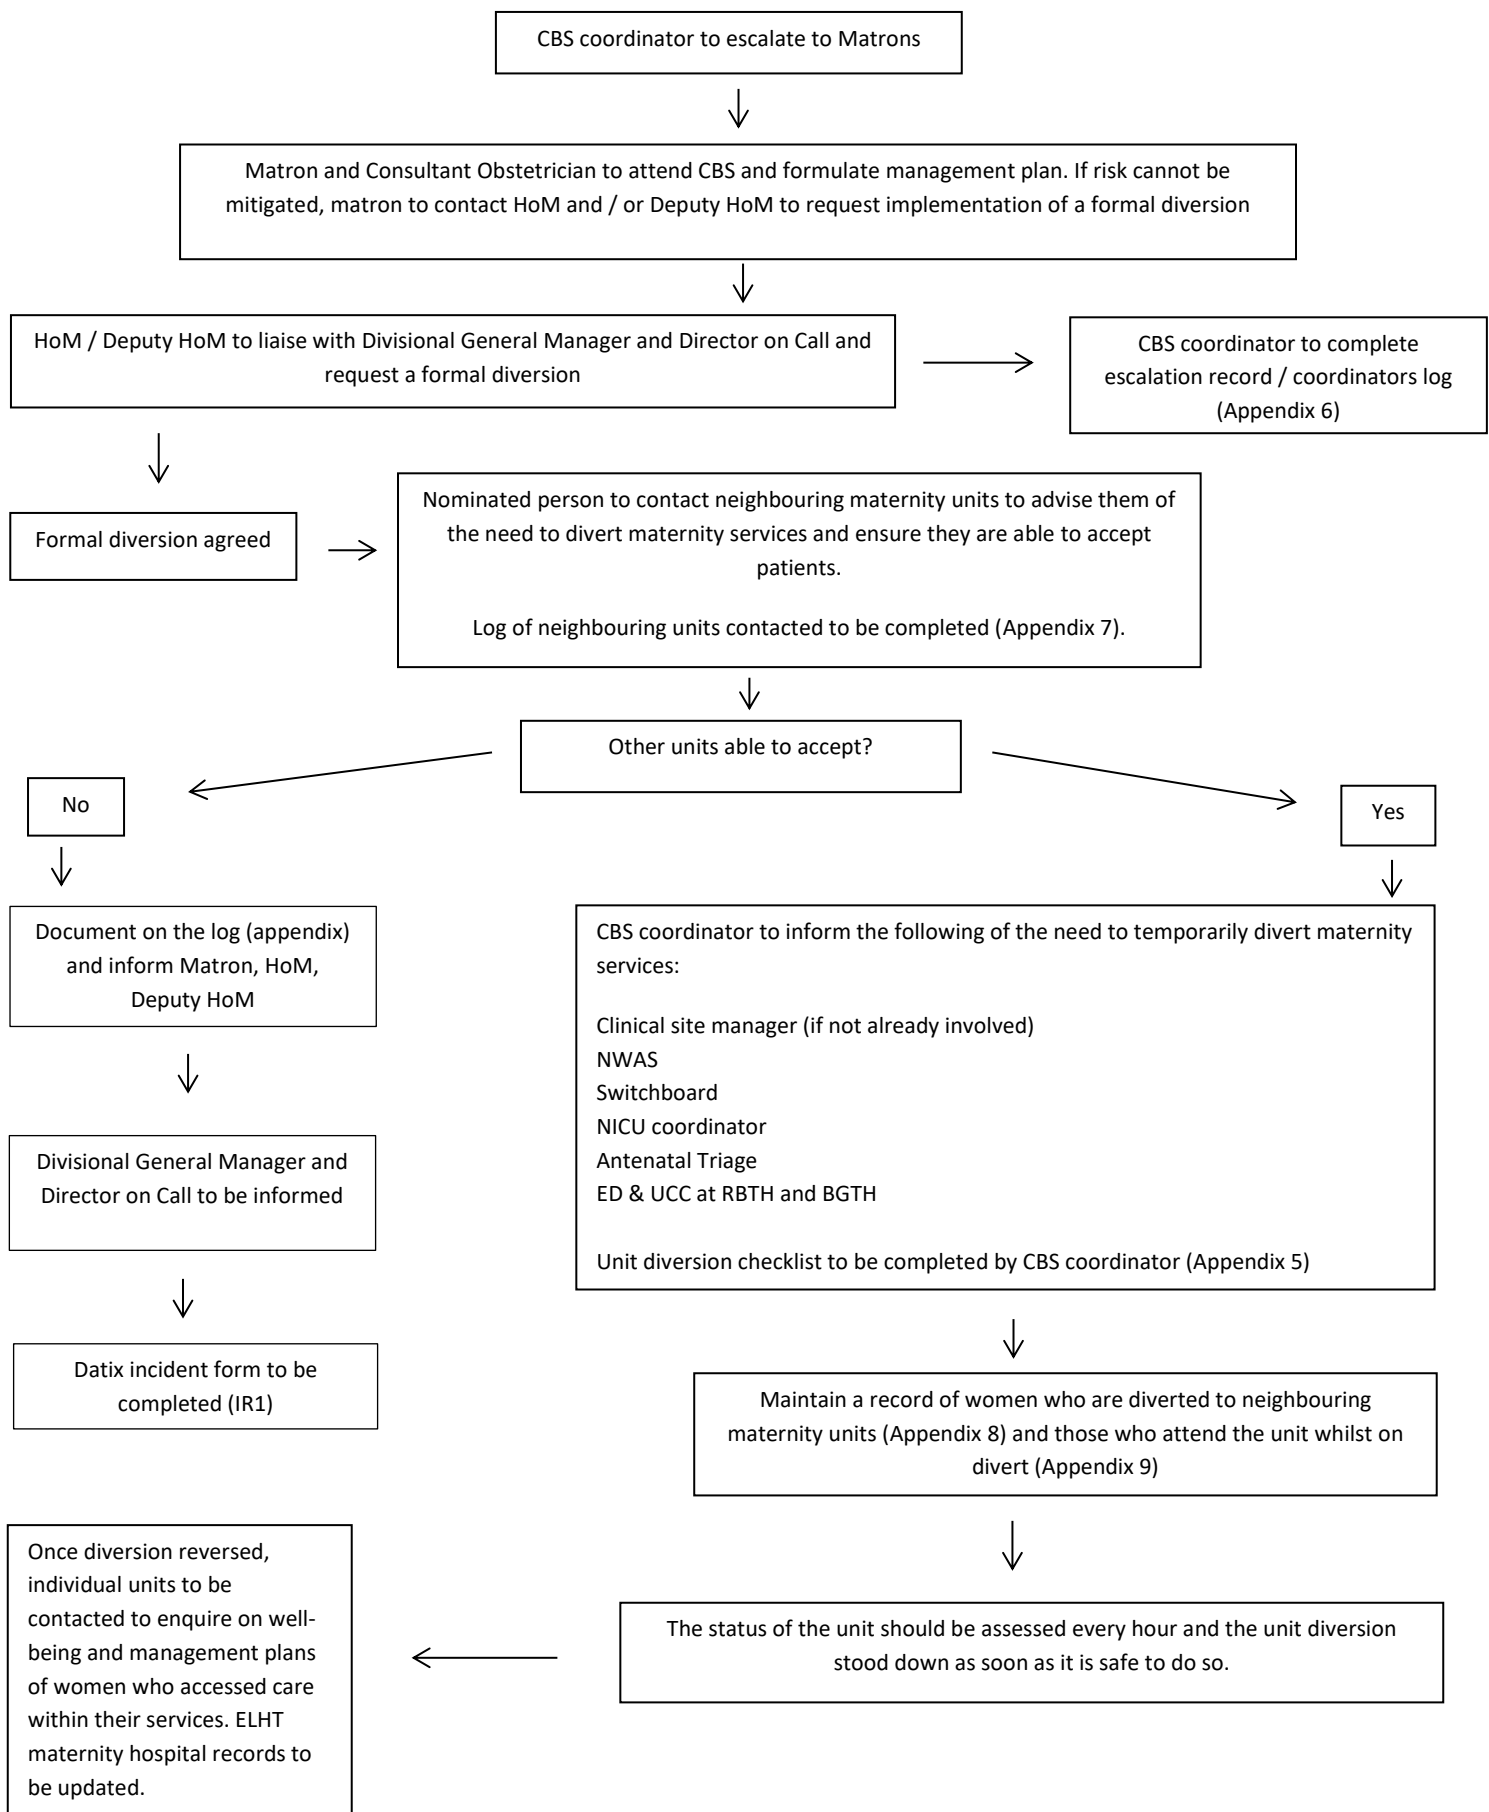 CBS coordinator to escalate to Matrons
Matron and Consultant Obstetrician to attend CBS and formulate management plan. If risk cannot be
mitigated, matron to contact HoM and / or Deputy HoM to request implementation of a formal diversion
HoM / Deputy HoM to liaise with Divisional General Manager and Director on Call and
request a formal diversion
CBS coordinator to complete
escalation record / coordinators log
(Appendix 6)
Formal diversion agreed
Nominated person to contact neighbouring maternity units to advise them of
the need to divert maternity services and ensure they are able to accept
patients.
Log of neighbouring units contacted to be completed (Appendix 7).
Other units able to accept?
No
Yes
Document on the log (appendix)
and inform Matron, HoM,
Deputy HoM
Divisional General Manager and
Director on Call to be informed
Datix incident form to be
completed (IR1)
CBS coordinator to inform the following of the need to temporarily divert maternity
services:
Clinical site manager (if not already involved)
NWAS
Switchboard
NICU coordinator
Antenatal Triage
ED & UCC at RBTH and BGTH
Unit diversion checklist to be completed by CBS coordinator (Appendix 5)
Maintain a record of women who are diverted to neighbouring
maternity units (Appendix 8) and those who attend the unit whilst on
divert (Appendix 9)
The status of the unit should be assessed every hour and the unit diversion
stood down as soon as it is safe to do so.
Once diversion reversed,
individual units to be
contacted to enquire on well-
being and management plans
of women who accessed care
within their services. ELHT
maternity hospital records to
be updated.